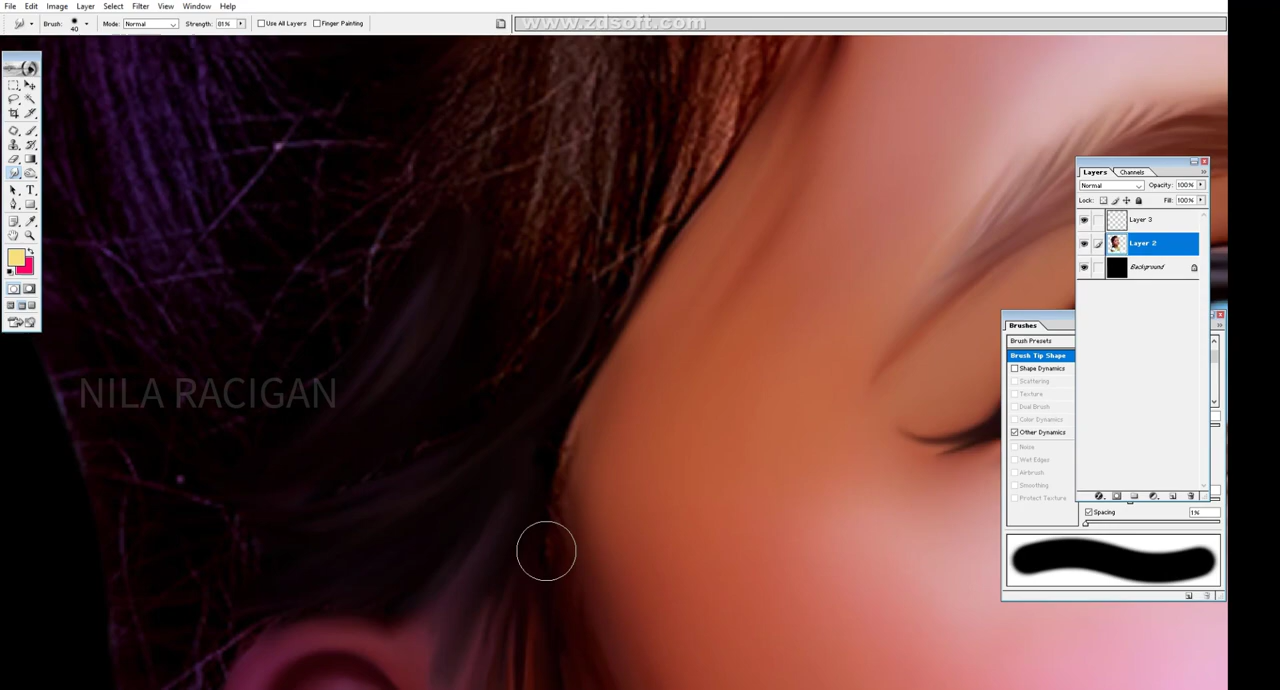 File Edit Image Layer Select Filter View Window Help
Brush: 40 Mode: Normal Strength: 81% Use All Layers Finger Painting www.zdsoft.com
Layers Channels
Normal Opacity: 100%
Lock: Fill: 100%
Layer 3
Layer 2
Background
Brushes
Brush Presets
Brush Tip Shape
Shape Dynamics
Scattering
Texture
Dual Brush
Color Dynamics
Other Dynamics
Noise
Wet Edges
Airbrush
Smoothing
Protect Texture
Spacing 1%
NILA RACIGAN